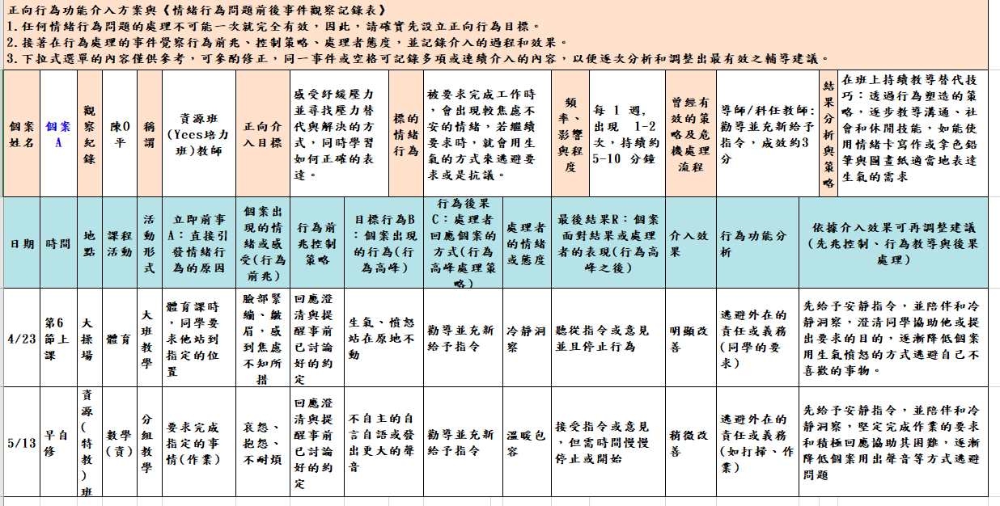 正向行為功能介入方案與《情緒行為問題前後事件觀察記錄表》
1.任何情緒行為問題的處理不可能一次就完全有效，因此，請確實先設立正向行為目標。
2.接著在行為處理的事件覺察行為前兆、控制策略、處理者態度，並記錄介入的過程和效果。
3.下拉式選單的內容僅供參考，可參酌修正，同一事件或空格可記錄多項或連續介入的內容，以便逐次分析和調整出最有效之輔導建議。
個案
姓名
個案
A
觀
察
紀
錄
陳O
平
稱
謂
資源班
(Yees培力
班)教師
正向介
入目標
感受紓緩壓力
並尋找壓力替
代與解決的方
式，同時學習
如何正確的表
達。
標的
情緒
行為
被要求完成工作時
，會出現較焦慮不
安的情緒，若繼續
要求時，就會用生
氣的方式來逃避要
求或是抗議。
頻
率、
影響
與程
度
每 1 週,
出現 1-2
次，持續約
5-10 分鐘
曾經有
效的策
略及危
機處理
流程
導師/科任教師:
勸導並充新給予
指令，成效約3
分
結
果
分
析
與
策
略
在班上持續教導替代技
巧：透過行為塑造的策
略，逐步教導溝通、社
會和休閒技能，如能使
用情緒卡寫作或拿色鉛
筆與圖畫紙適當地表達
生氣的需求
日期
時間
地
點
課程
活動
活
動
形
式
立即前事
A：直接引
發情緒行
為的原因
個案出
現的情
緒或感
受(行為
前兆)
行為前
兆控制
策略
目標行為B
：個案出現
的行為(行
為高峰)
行為後果
C：處理者
回應個案的
方式(行為
高峰處理策
略)
處理者
的情緒
或態度
最後結果R：個案
面對結果或處理
者的表現(行為高
峰之後)
介入效
果
行為功能分
析
依據介入效果可再調整建議
(先兆控制、行為教導與後果
處理)
4/23
第6
節上
課
大
操
場
體育
大
班
教
學
體育課時
，同學要
求他站到
指定的位
置
臉部緊
繃、皺
眉，感
到焦慮
不知所
措
回應澄
清與提
醒事前
已討論
好的約
定
生氣、憤怒
站在原地不
動
勸導並充新
給予指令
冷靜洞
察
聽從指令或意見
並且停止行為
明顯改
善
逃避外在的
責任或義務
(同學的要
求)
先給予安靜指令，並陪伴和冷
靜洞察，澄清同學協助他或提
出要求的目的，逐漸降低個案
用生氣憤怒的方式逃避自己不
喜歡的事物。
5/13
早自
修
資
源
(
特
教
)
班
數學
(資)
分
組
教
學
要求完成
指定的事
情(作業)
哀怨、
抱怨、
不耐煩
回應澄
清與提
醒事前
已討論
好的約
定
不自主的自
言自語或發
出更大的聲
音
勸導並充新
給予指令
溫暖包
容
接受指令或意見
，但需時間慢慢
停止或開始
稍微改
善
逃避外在的
責任或義務
(如打掃、作
業)
先給予安靜指令，並陪伴和冷
靜洞察，堅定完成作業的要求
和積極回應協助其困難，逐漸
降低個案用出聲音等方式逃避
問題